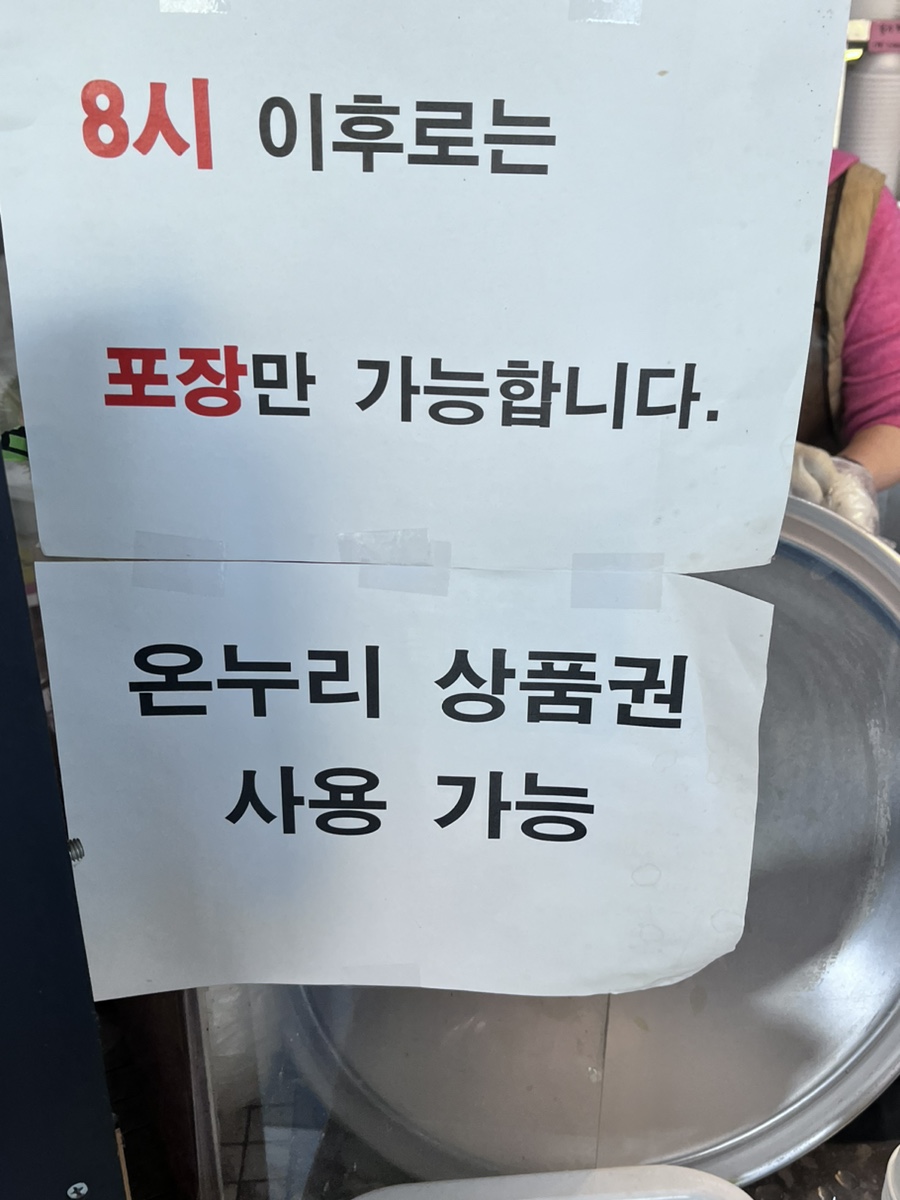 8시 이후로는
포장만 가능합니다.
온누리 상품권
사용 가능